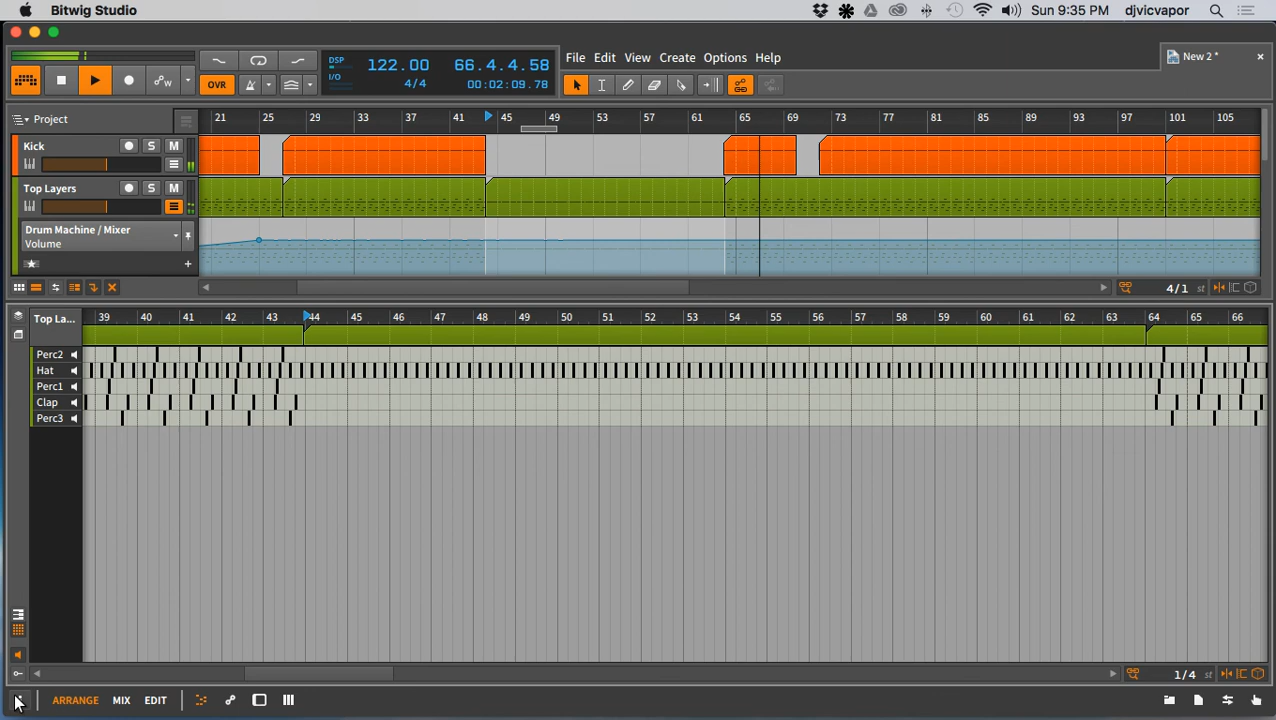 Bitwig Studio Sun 9:35 PM djvicvapor
DSP 122.00 66.4.4.58
I/O 4/4 00:02:09.78
OVR
File Edit View Create Options Help
New 2 *
Project
21 25 29 33 37 41 45 49 53 57 61 65 69 73 77 81 85 89 93 97 101 105
Kick S M
Top Layers S M
Drum Machine / Mixer
Volume
4/1 st
Top La... 39 40 41 42 43 44 45 46 47 48 49 50 51 52 53 54 55 56 57 58 59 60 61 62 63 64 65 66
Perc2
Hat
Perc1
Clap
Perc3
1/4 st
ARRANGE MIX EDIT